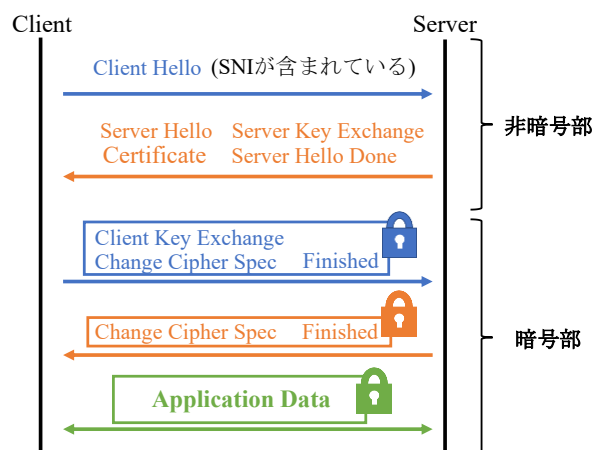 Client
Server
Client Hello (SNIが含まれている)
Server Hello Server Key Exchange
Certificate Server Hello Done
非暗号部
Client Key Exchange
Change Cipher Spec Finished
Change Cipher Spec Finished
暗号部
Application Data